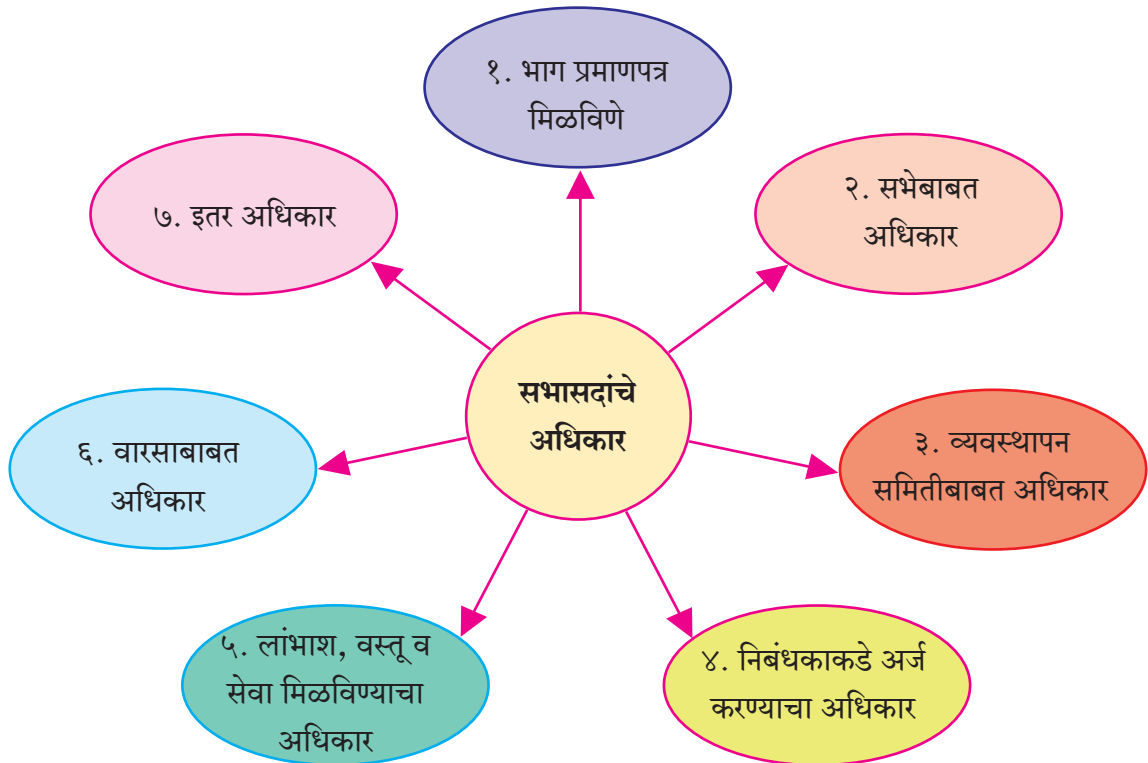 १. भाग प्रमाणपत्र
मिळविणे
२. सभेबाबत
अधिकार
३. व्यवस्थापन
समितीबाबत अधिकार
४. निबंधकाकडे अर्ज
करण्याचा अधिकार
५. लांभाश, वस्तू व
सेवा मिळविण्याचा
अधिकार
६. वारसाबाबत
अधिकार
७. इतर अधिकार
सभासदांचे
अधिकार